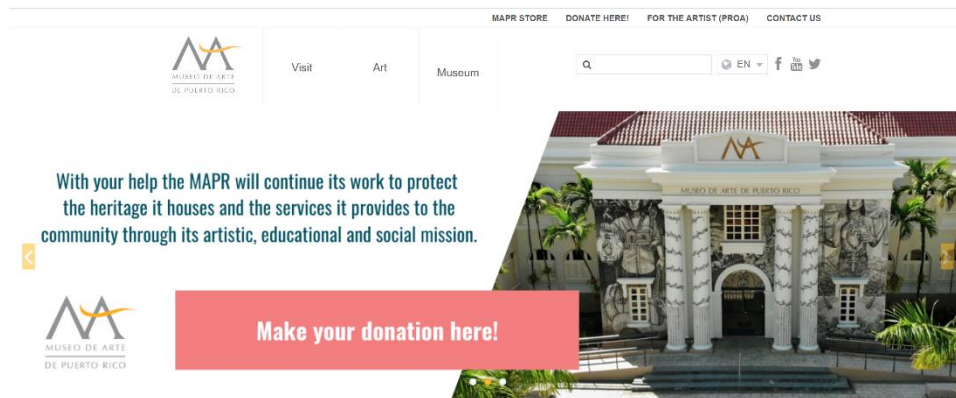 MAPR STORE DONATE HERE! FOR THE ARTIST (PROA) CONTACT US
MUSEO DE ARTE
DE PUERTO RICO
Visit
Art
Museum
EN
You
Tube
With your help the MAPR will continue its work to protect
the heritage it houses and the services it provides to the
community through its artistic, educational and social mission.
MUSEO DE ARTE DE PUERTO RICO
MUSEO DE ARTE
DE PUERTO RICO
Make your donation here!